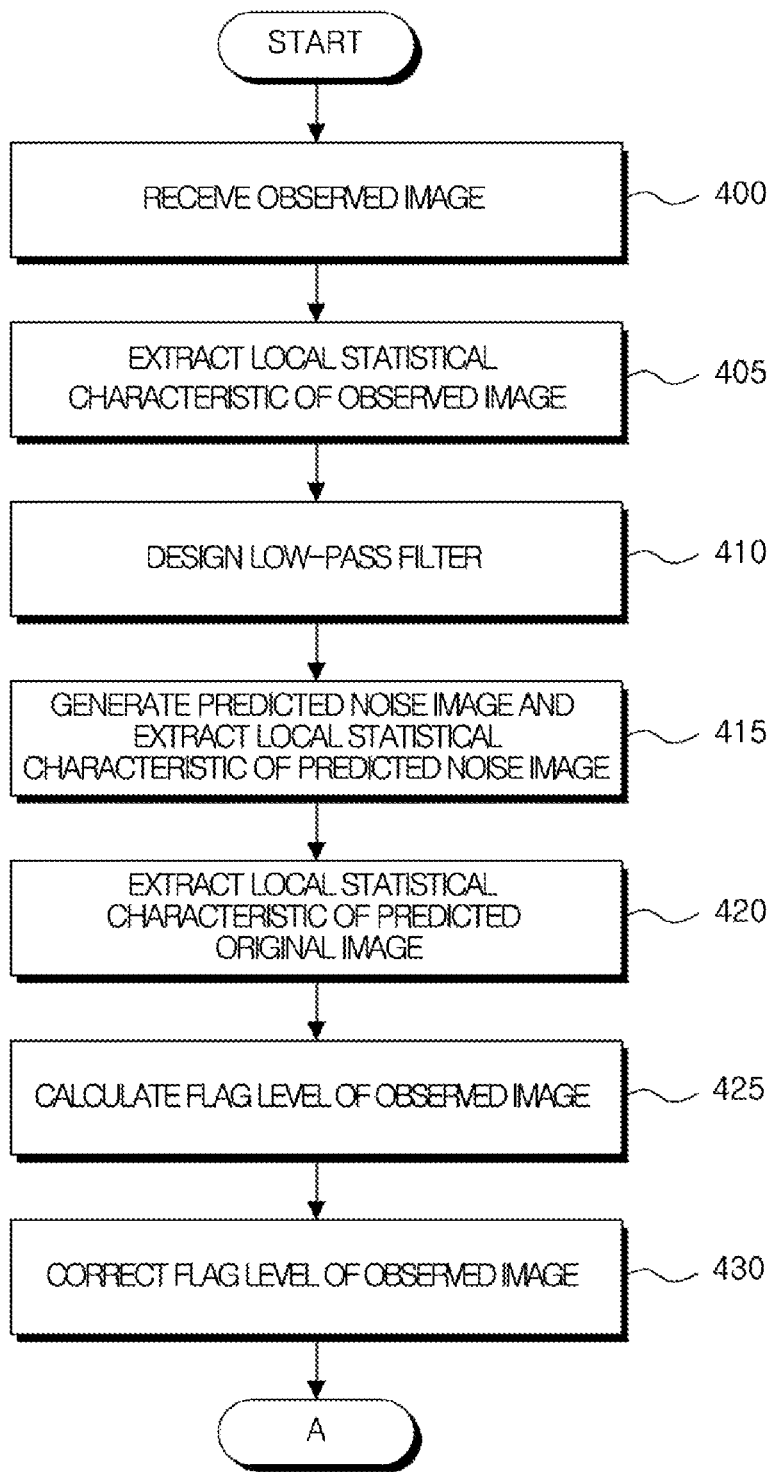 START
RECEIVE OBSERVED IMAGE
400
EXTRACT LOCAL STATISTICAL
CHARACTERISTIC OF OBSERVED IMAGE
405
DESIGN LOW-PASS FILTER
410
GENERATE PREDICTED NOISE IMAGE AND
EXTRACT LOCAL STATISTICAL
CHARACTERISTIC OF PREDICTED NOISE IMAGE
415
EXTRACT LOCAL STATISTICAL
CHARACTERISTIC OF PREDICTED
ORIGINAL IMAGE
420
CALCULATE FLAG LEVEL OF OBSERVED IMAGE
425
CORRECT FLAG LEVEL OF OBSERVED IMAGE
430
A